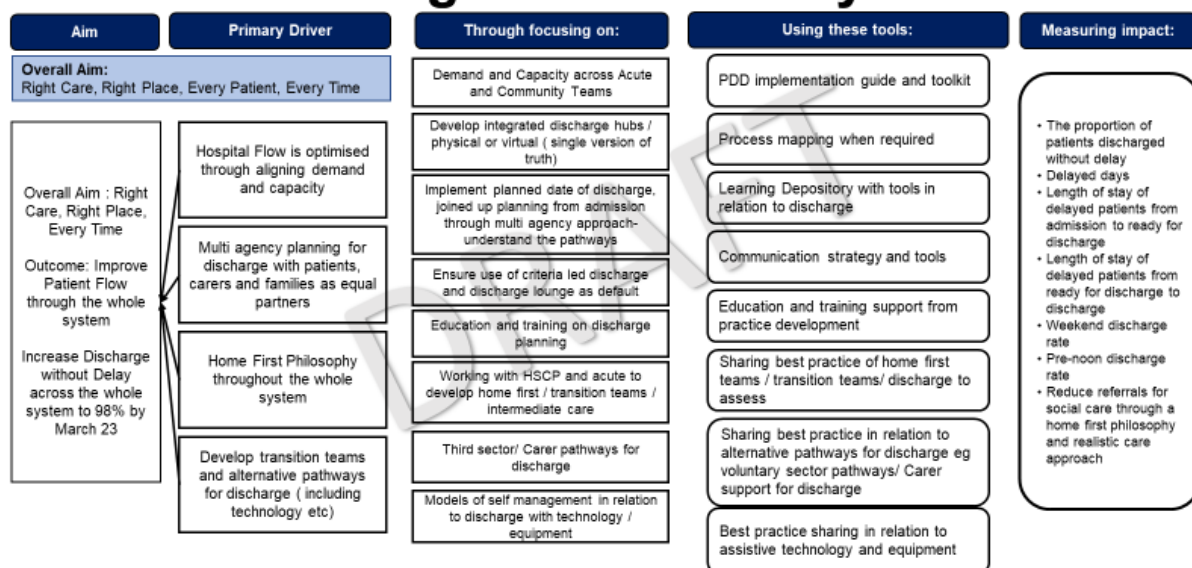 Aim
Primary Driver
Through focusing on:
Using these tools:
Measuring impact:
Overall Aim:
Right Care, Right Place, Every Patient, Every Time
Overall Aim : Right
Care, Right Place,
Every Time
Outcome: Improve
Patient Flow
through the whole
system
Increase Discharge
without Delay
across the whole
system to 98% by
March 23
Hospital Flow is optimised
through aligning demand
and capacity
Multi agency planning for
discharge with patients,
carers and families as equal
partners
Home First Philosophy
throughout the whole
system
Develop transition teams
and alternative pathways
for discharge ( including
technology etc)
Demand and Capacity across Acute
and Community Teams
Develop integrated discharge hubs /
physical or virtual ( single version of
truth)
Implement planned date of discharge,
joined up planning from admission
through multi agency approach-
understand the pathways
Ensure use of criteria led discharge
and discharge lounge as default
Education and training on discharge
planning
Working with HSCP and acute to
develop home first / transition teams /
/ intermediate care
Third sector/ Carer pathways for
discharge
Models of self management in relation
to discharge with technology /
equipment
PDD implementation guide and toolkit
Process mapping when required
Learning Depository with tools in
relation to discharge
Communication strategy and tools
Education and training support from
practice development
Sharing best practice of home first
teams / transition teams/ discharge to
assess
Sharing best practice in relation to
alternative pathways for discharge eg
voluntary sector pathways/ Carer
support for discharge
Best practice sharing in relation to
assistive technology and equipment
• The proportion of
patients discharged
without delay
• Delayed days
• Length of stay of
delayed patients from
admission to ready for
discharge
• Length of stay of
delayed patients from
ready for discharge to
discharge
• Weekend discharge
rate
• Pre-noon discharge
rate
• Reduce referrals for
social care through a
home first philosophy
and realistic care
approach
DRAFT